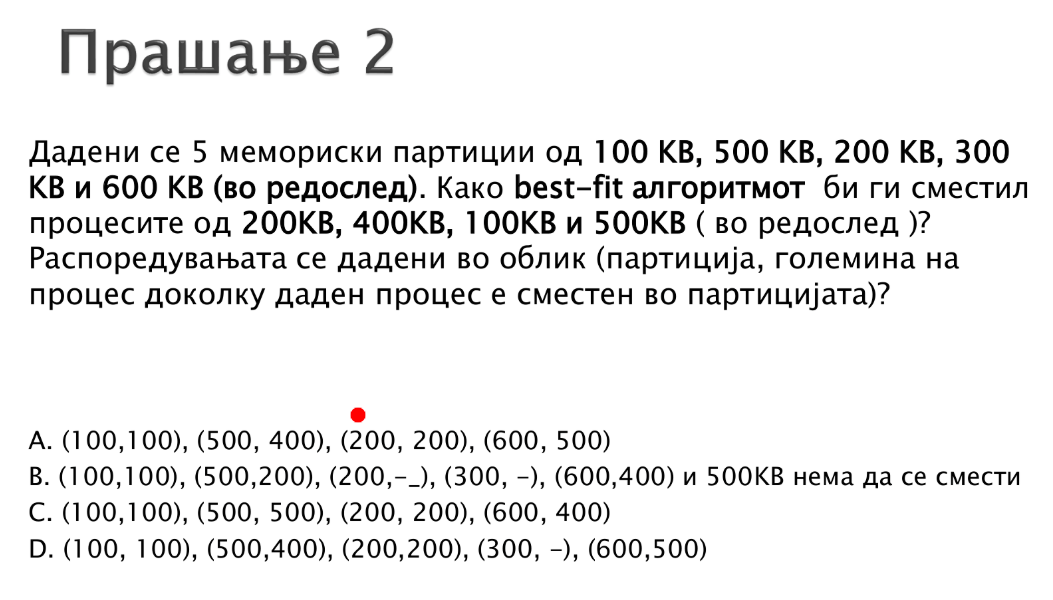 Прашање 2
Дадени се 5 мемориски партиции од 100 KB, 500 KB, 200 KB, 300
KB и 600 KB (во редослед). Како best-fit алгоритмот би ги сместил
процесите од 200KB, 400KB, 100KB и 500KB ( во редослед )?
Распоредувањата се дадени во облик (партиција, големина на
процес доколку даден процес е сместен во партицијата)?
A. (100,100), (500, 400), (200, 200), (600, 500)
B. (100,100), (500,200), (200,-_), (300, -), (600,400) и 500KB нема да се смести
C. (100,100), (500, 500), (200, 200), (600, 400)
D. (100, 100), (500,400), (200,200), (300, -), (600,500)